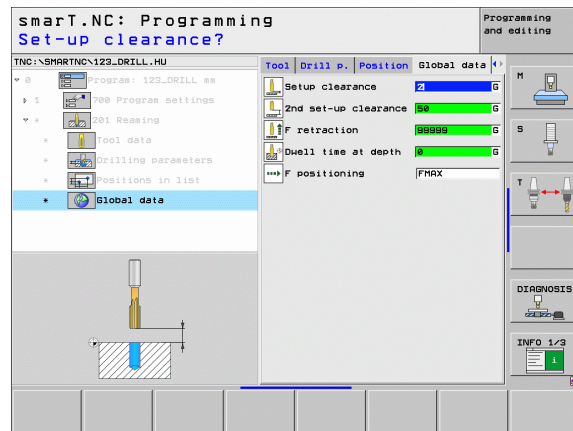 smarT.NC: Programming
Programming and editing
Set-up clearance?
TNC:\SMARTNC\123_DRILL.HU
0 Program: 123_DRILL mm
1 700 Program settings
* 201 Reaming
* Tool data
* Drilling parameters
* Positions in list
* Global data
Tool Drill p. Position Global data
Setup clearance 2 G
2nd set-up clearance 50 G
F retraction 99999 G
Dwell time at depth 0 G
F positioning FMAX
M
S
T
DIAGNOSIS
INFO 1/3
i